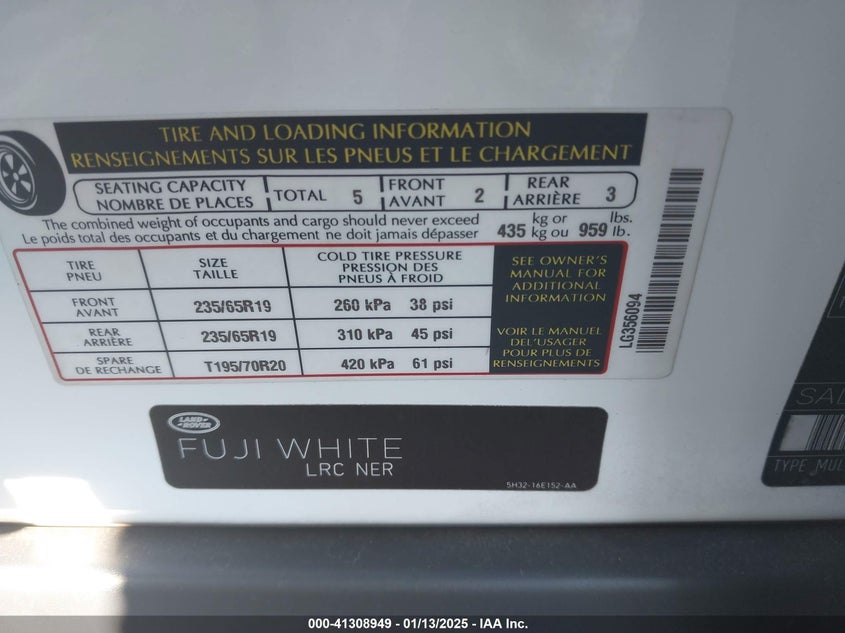 TIRE AND LOADING INFORMATION
RENSEIGNEMENTS SUR LES PNEUS ET LE CHARGEMENT
SEATING CAPACITY
NOMBRE DE PLACES
TOTAL 5
FRONT
AVANT
2
REAR
ARRIÈRE
3
The combined weight of occupants and cargo should never exceed
Le poids total des occupants et du chargement ne doit jamais dépasser
435 kg or kg ou 959 lbs. lb.
TIRE
PNEU
SIZE
TAILLE
COLD TIRE PRESSURE
PRESSION DES
PNEUS À FROID
FRONT
AVANT
235/65R19
260 kPa 38 psi
REAR
ARRIÈRE
235/65R19
310 kPa 45 psi
SPARE
DE RECHANGE
T195/70R20
420 kPa 61 psi
SEE OWNER'S
MANUAL FOR
ADDITIONAL
INFORMATION
VOIR LE MANUEL
DEL'USAGER
POUR PLUS DE
RENSEIGNEMENTS
LG356094
LAND
ROVER
FUJI WHITE
LRC NER
5H32-16E152-AA
TYPE
000-41308949 - 01/13/2025 - IAA Inc.